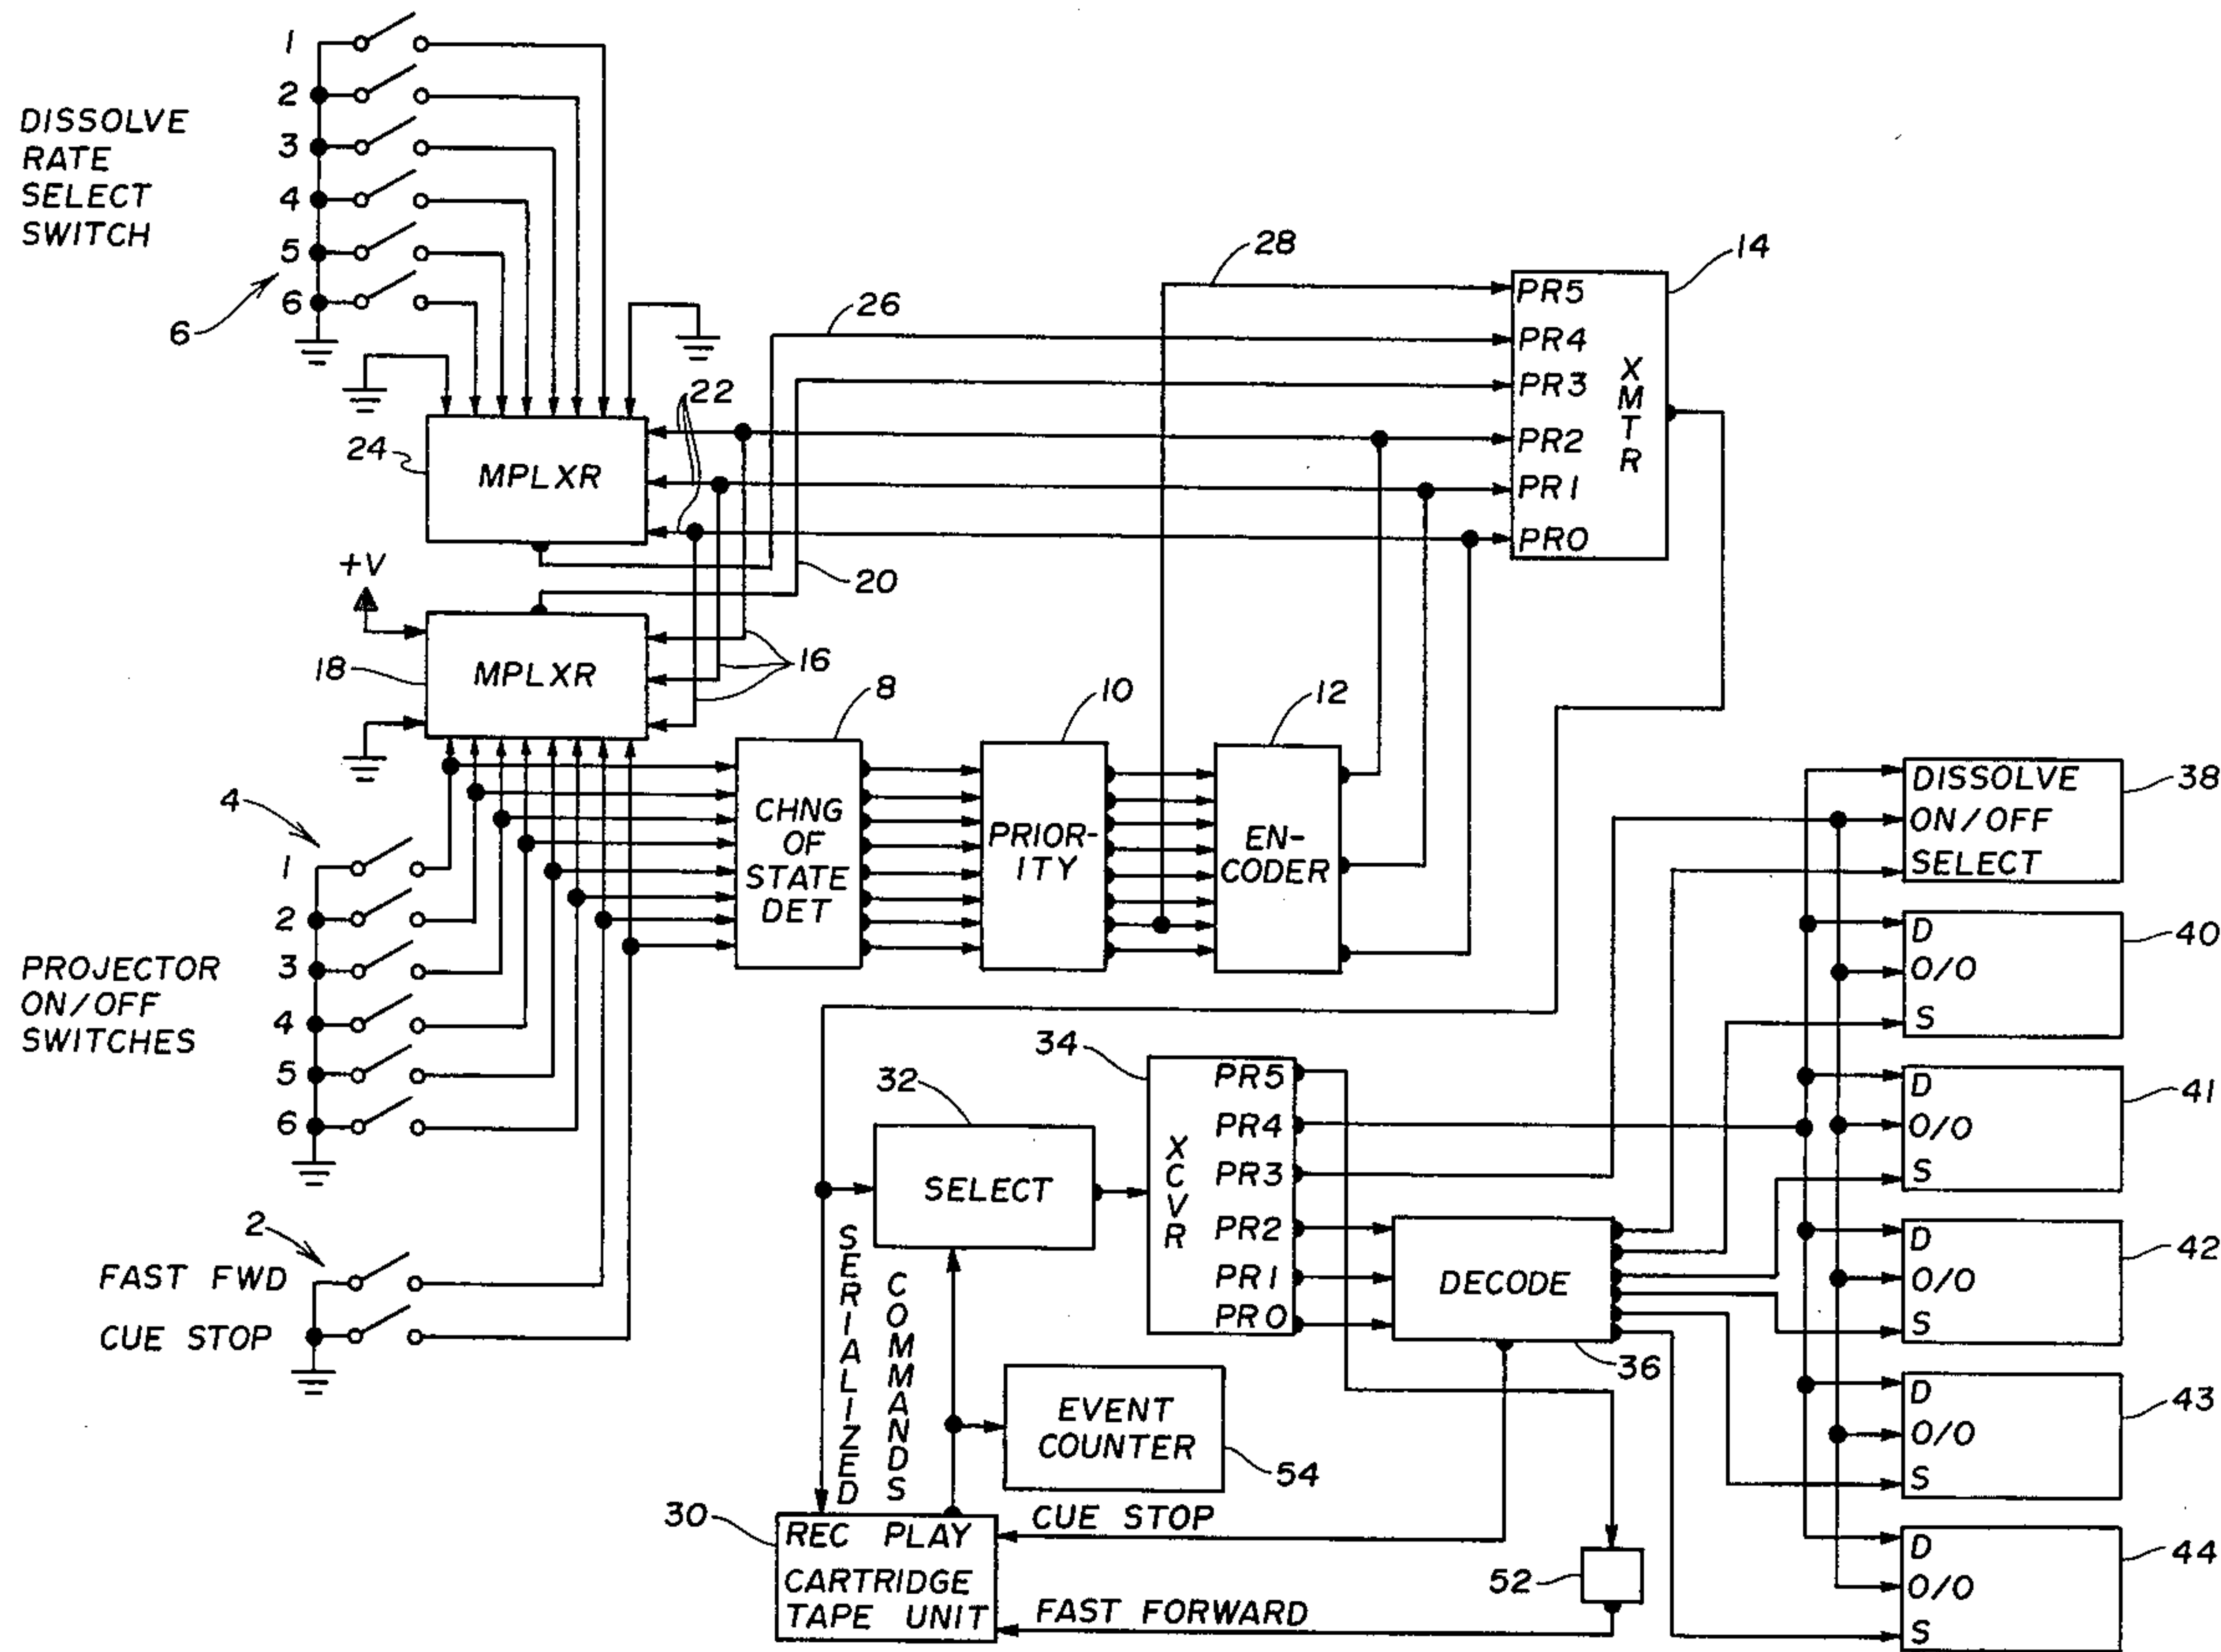 DISSOLVE
RATE
SELECT
SWITCH
1
2
3
4
5
6
6
28
14
26
22
24
MPLXR
PR5
PR4
PR3
PR2
PR1
PR0
XMTR
+V
20
18
MPLXR
16
8
10
12
4
CHNG
OF
STATE
DET
PRIOR-
ITY
EN-
CODER
PROJECTOR
ON/OFF
SWITCHES
1
2
3
4
5
6
2
FAST FWD
CUE STOP
DISSOLVE
ON/OFF
SELECT
38
D
O/O
S
40
D
O/O
S
41
D
O/O
S
42
D
O/O
S
43
D
O/O
S
44
34
32
SELECT
XCVR
PR5
PR4
PR3
PR2
PR1
PR0
DECODE
36
SERIALIZED
COMMANDS
EVENT
COUNTER
54
30
REC PLAY
CARTRIDGE
TAPE UNIT
CUE STOP
FAST FORWARD
52